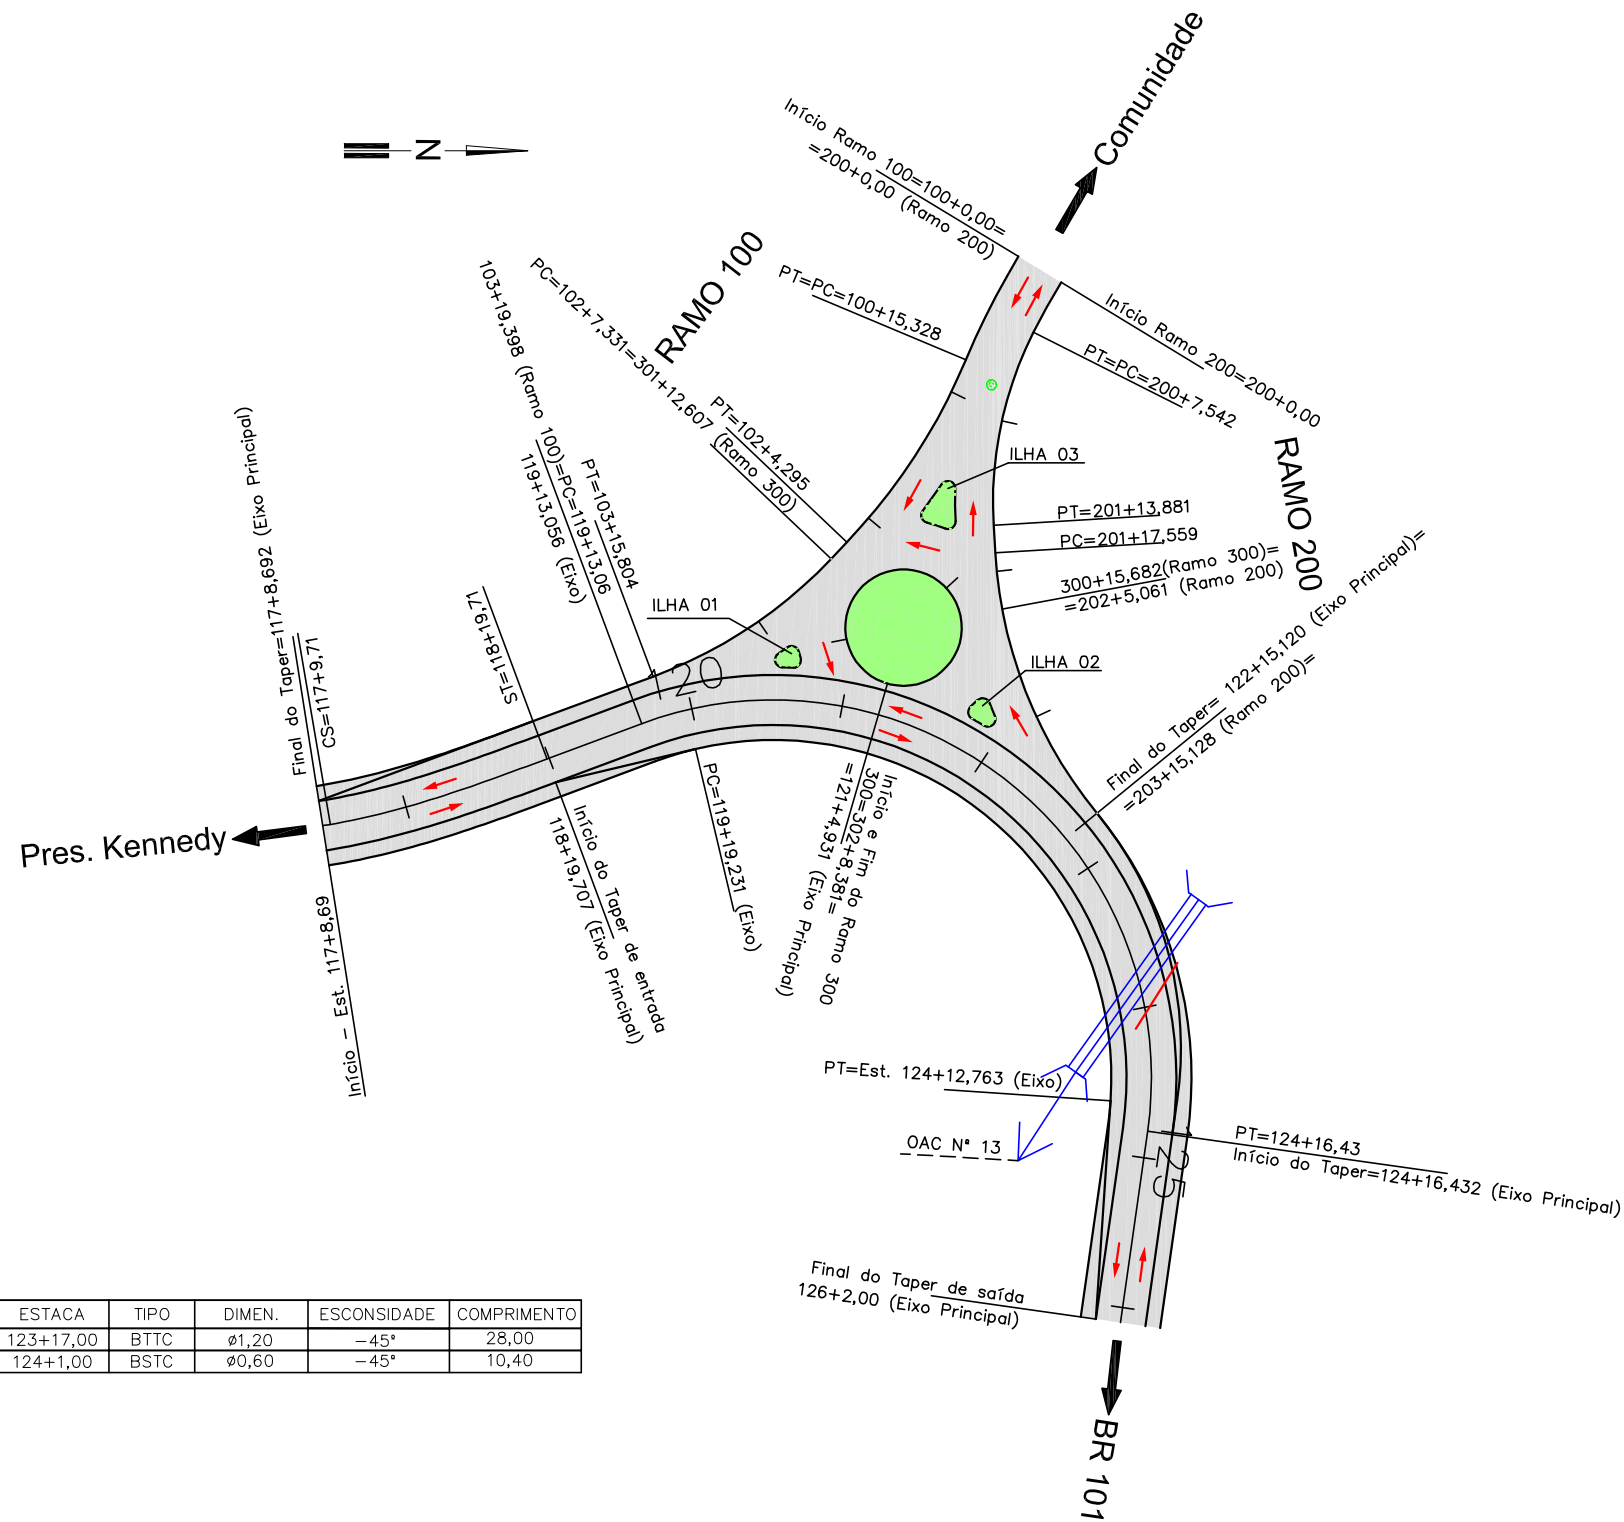 Comunidade
Início Ramo 100=100+0,00=
=200+0,00 (Ramo 200)
N
RAMO 100
PT=PC=100+15,328
PC=102+7,331=301+12,607 (Ramo 300)
PT=102+4,295
103+19,398 (Ramo 100)=PC=119+13,06
119+13,056 (Eixo)
PT=103+15,804
Início Ramo 200=200+0,00
PT=PC=200+7,542
RAMO 200
ILHA 03
PT=201+13,881
PC=201+17,559
300+15,682(Ramo 300)=
=202+5,061 (Ramo 200)
ILHA 01
ILHA 02
20
Final do Taper=117+8,692 (Eixo Principal)
CS=117+9,71
ST=118+19,71
Final do Taper= 122+15,120 (Eixo Principal)=
=203+15,128 (Ramo 200)=
Pres. Kennedy
Início - Est. 117+8,69
Início do Taper de entrada
118+19,707 (Eixo Principal)
PC=119+19,231 (Eixo)
Início e Fim do Ramo 300
300=302+8,381=
=121+4,931 (Eixo Principal)
PT=Est. 124+12,763 (Eixo)
OAC Nº 13
125
PT=124+16,43
Início do Taper=124+16,432 (Eixo Principal)
Final do Taper de saída
126+2,00 (Eixo Principal)
BR 101
ESTACA TIPO DIMEN. ESCONSIDADE COMPRIMENTO
123+17,00 BTTC ø1,20 -45° 28,00
124+1,00 BSTC ø0,60 -45° 10,40